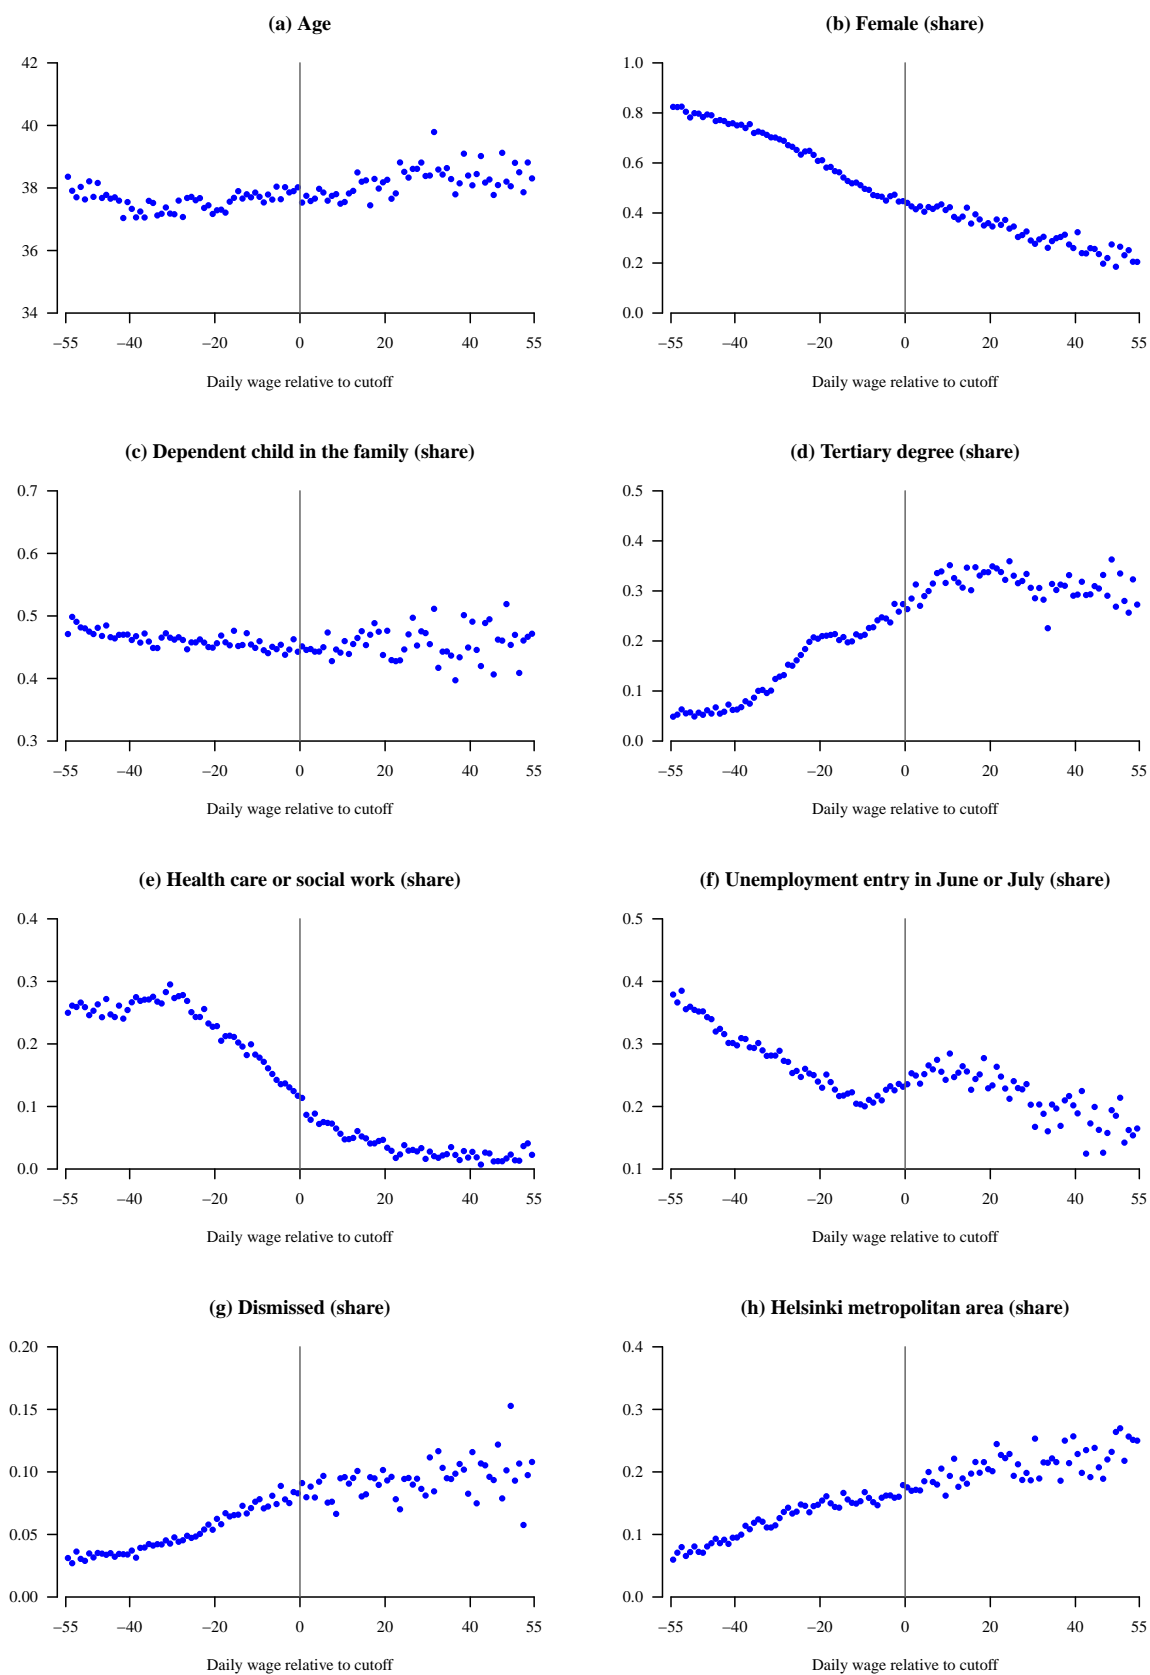 (a) Age
42
40
38
36
34
−55 −40 −20 0 20 40 55
Daily wage relative to cutoff
(b) Female (share)
1.0
0.8
0.6
0.4
0.2
0.0
−55 −40 −20 0 20 40 55
Daily wage relative to cutoff
(c) Dependent child in the family (share)
0.7
0.6
0.5
0.4
0.3
−55 −40 −20 0 20 40 55
Daily wage relative to cutoff
(d) Tertiary degree (share)
0.5
0.4
0.3
0.2
0.1
0.0
−55 −40 −20 0 20 40 55
Daily wage relative to cutoff
(e) Health care or social work (share)
0.4
0.3
0.2
0.1
0.0
−55 −40 −20 0 20 40 55
Daily wage relative to cutoff
(f) Unemployment entry in June or July (share)
0.5
0.4
0.3
0.2
0.1
−55 −40 −20 0 20 40 55
Daily wage relative to cutoff
(g) Dismissed (share)
0.20
0.15
0.10
0.05
0.00
−55 −40 −20 0 20 40 55
Daily wage relative to cutoff
(h) Helsinki metropolitan area (share)
0.4
0.3
0.2
0.1
0.0
−55 −40 −20 0 20 40 55
Daily wage relative to cutoff